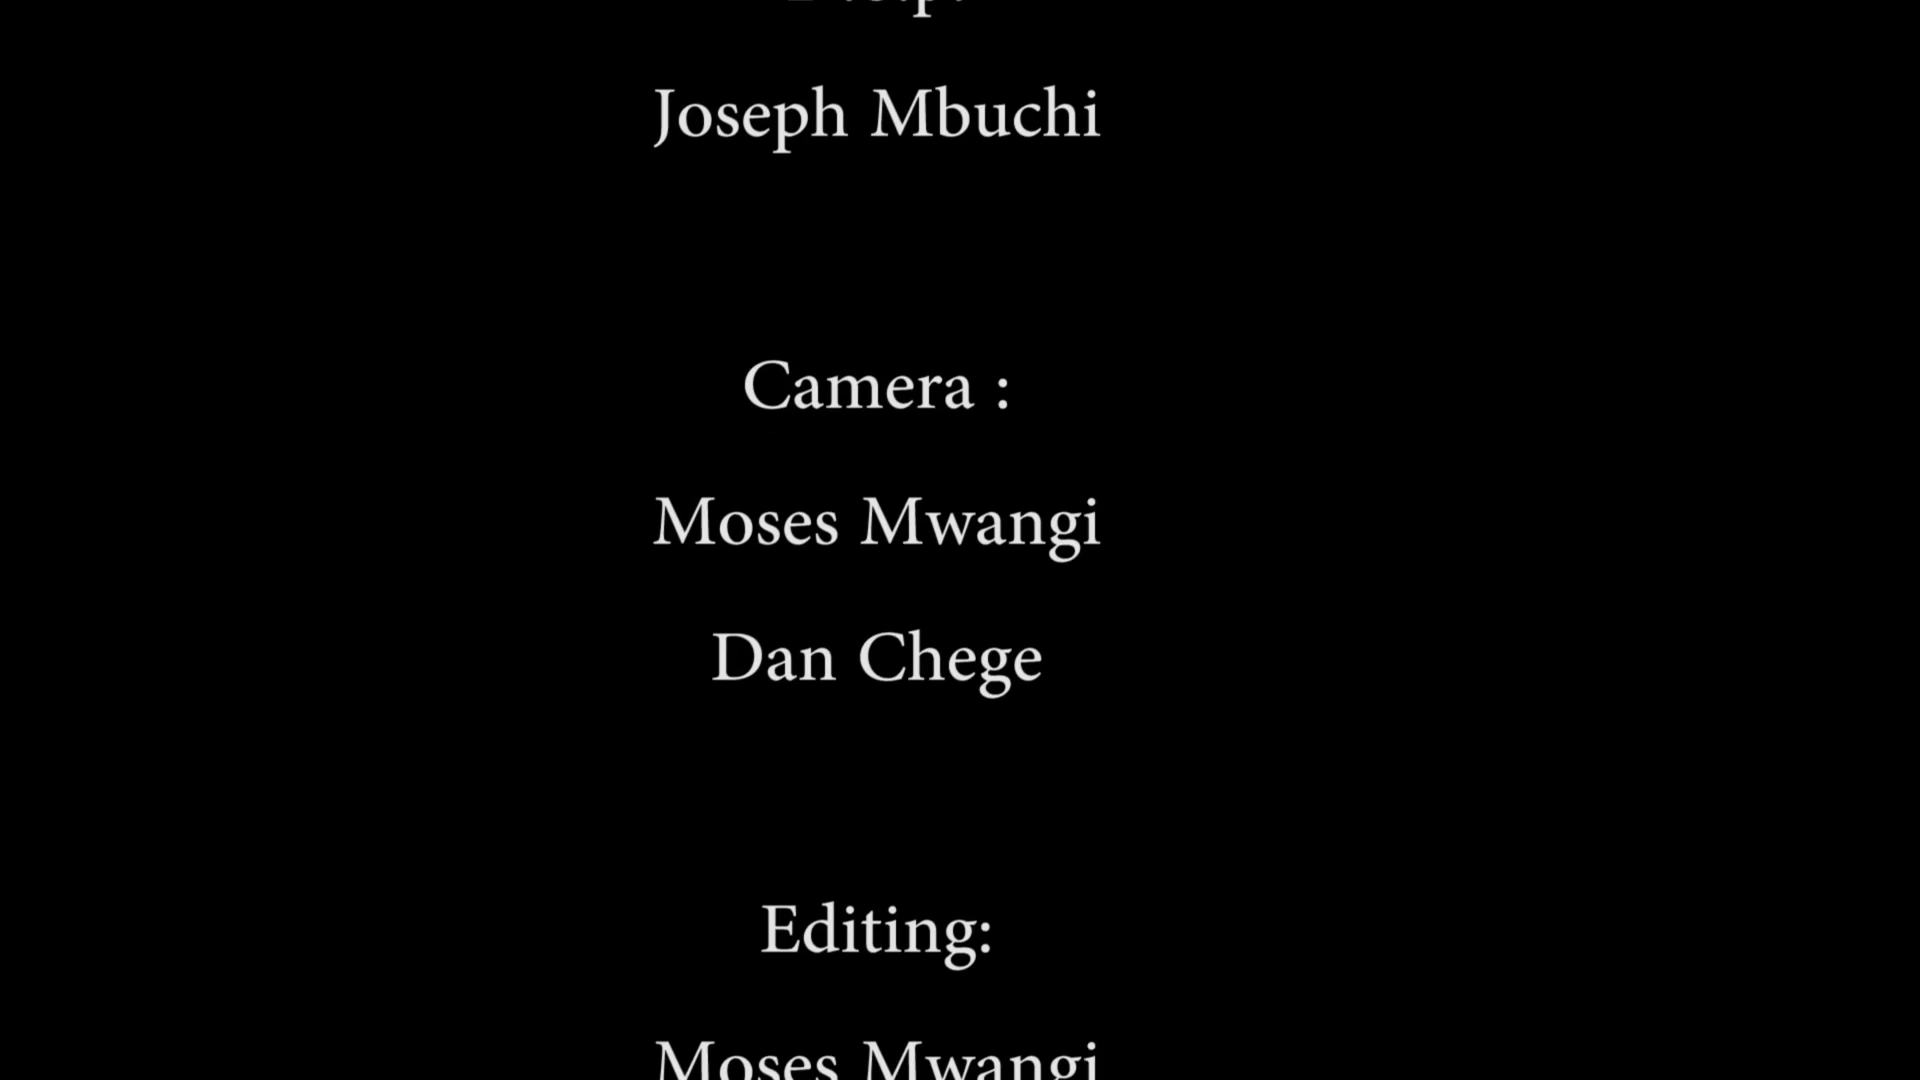 Joseph Mbuchi
Camera :
Moses Mwangi
Dan Chege
Editing:
Moses Mwangi